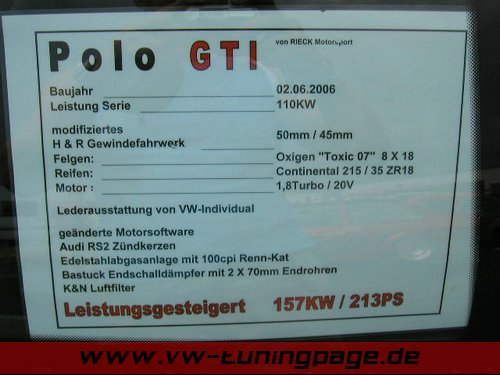 Polo GTI von RIECK Motorsport
Baujahr 02.06.2006
Leistung Serie 110KW
modifiziertes
H & R Gewindefahrwerk 50mm / 45mm
Felgen: Oxigen "Toxic 07" 8 X 18
Reifen: Continental 215 / 35 ZR18
Motor : 1,8Turbo / 20V
Lederausstattung von VW-Individual
geänderte Motorsoftware
Audi RS2 Zündkerzen
Edelstahlabgasanlage mit 100cpi Renn-Kat
Bastuck Endschalldämpfer mit 2 X 70mm Endrohren
K&N Luftfilter
Leistungsgesteigert 157KW / 213PS
www.vw-tuningpage.de